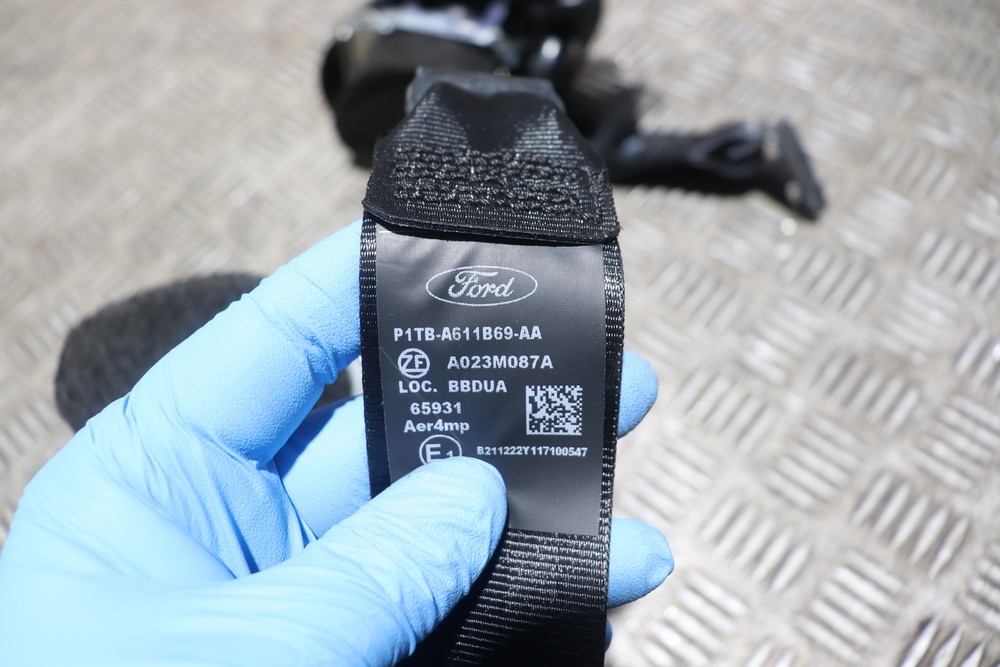 Ford
P1TB-A611B69-AA
ZF A023M087A
LOC. BBDUA
65931
Aer4mp
E1
B211222Y117100547